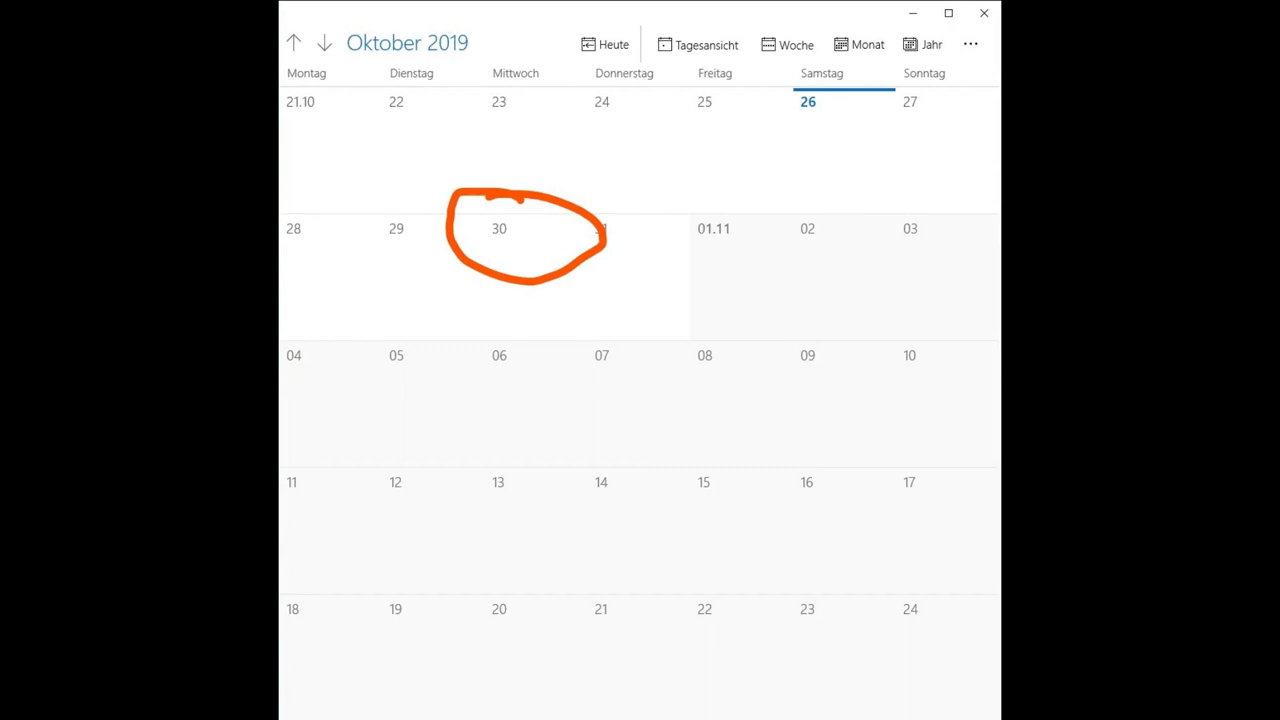 Oktober 2019 Heute Tagesansicht Woche Monat Jahr
Montag Dienstag Mittwoch Donnerstag Freitag Samstag Sonntag
21.10 22 23 24 25 26 27
28 29 30 31 01.11 02 03
04 05 06 07 08 09 10
11 12 13 14 15 16 17
18 19 20 21 22 23 24